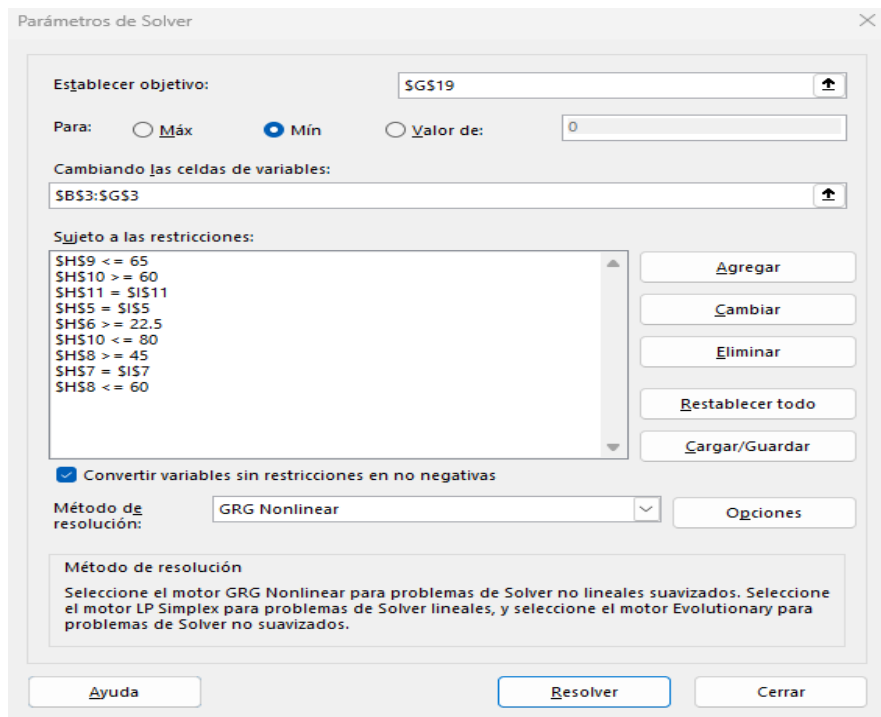 Parámetros de Solver
Establecer objetivo: $G$19
Para: Máx Mín Valor de: 0
Cambiando las celdas de variables:
$B$3:$G$3
Sujeto a las restricciones:
$H$9 <= 65
$H$10 >= 60
$H$11 = $I$11
$H$5 = $I$5
$H$6 >= 22.5
$H$10 <= 80
$H$8 >= 45
$H$7 = $I$7
$H$8 <= 60
Agregar
Cambiar
Eliminar
Restablecer todo
Cargar/Guardar
Convertir variables sin restricciones en no negativas
Método de
resolución:
GRG Nonlinear
Opciones
Método de resolución
Seleccione el motor GRG Nonlinear para problemas de Solver no lineales suavizados. Seleccione
el motor LP Simplex para problemas de Solver lineales, y seleccione el motor Evolutionary para
problemas de Solver no suavizados.
Ayuda Resolver Cerrar